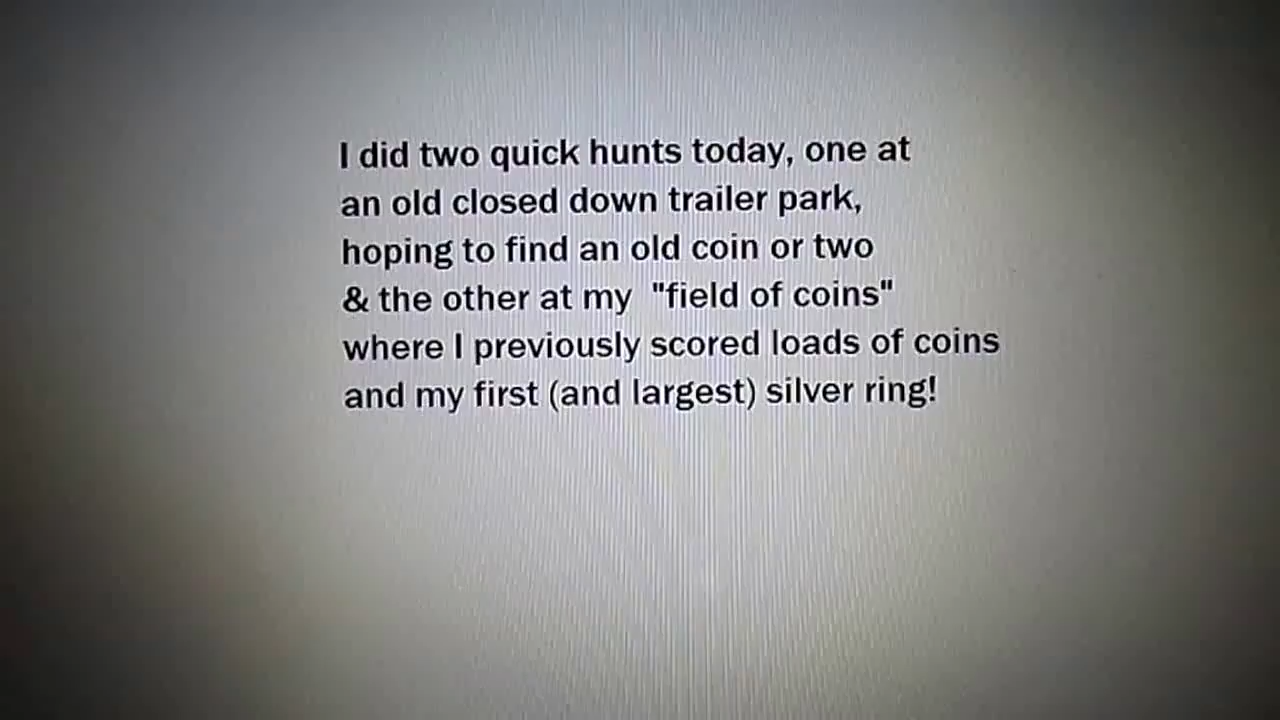 I did two quick hunts today, one at
an old closed down trailer park,
hoping to find an old coin or two
& the other at my  "field of coins"
where I previously scored loads of coins
and my first (and largest) silver ring!